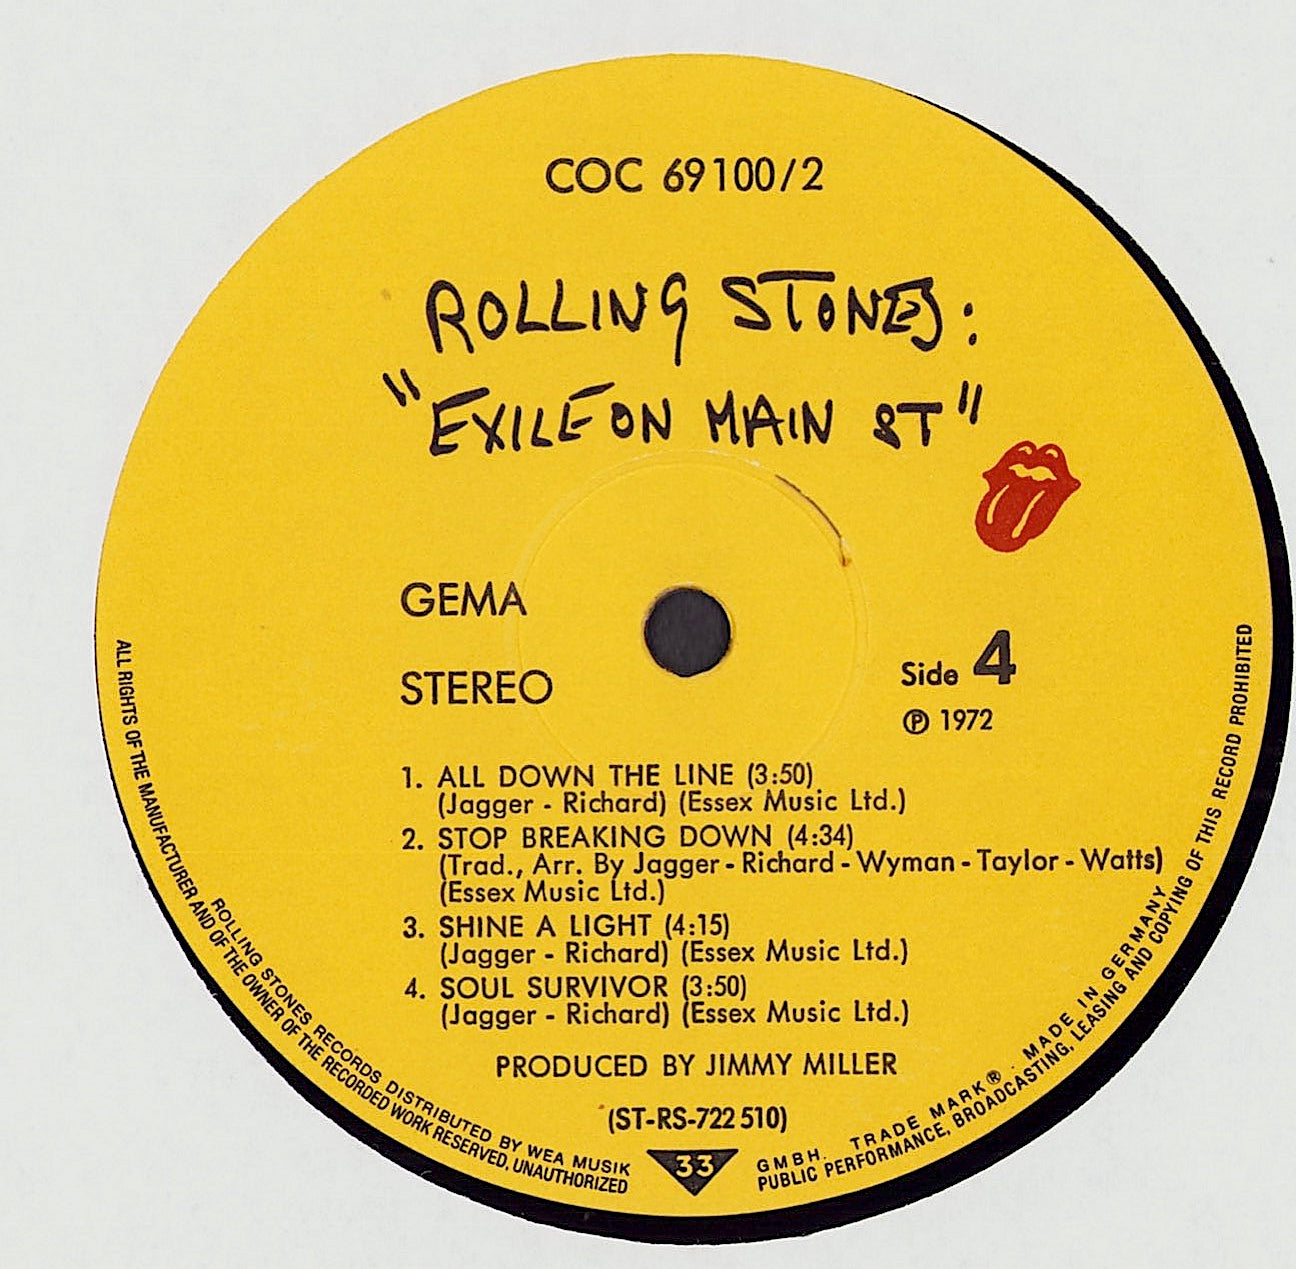 COC 69100/2
ROLLING STONES:
"EXILE ON MAIN ST"
GEMA
STEREO
Side 4
℗ 1972
1. ALL DOWN THE LINE (3:50)
(Jagger - Richard) (Essex Music Ltd.)
2. STOP BREAKING DOWN (4:34)
(Trad., Arr. By Jagger - Richard - Wyman - Taylor - Watts)
(Essex Music Ltd.)
3. SHINE A LIGHT (4:15)
(Jagger - Richard) (Essex Music Ltd.)
4. SOUL SURVIVOR (3:50)
(Jagger - Richard) (Essex Music Ltd.)
PRODUCED BY JIMMY MILLER
(ST-RS-722 510)
33
ROLLING STONES RECORDS DISTRIBUTED BY WEA MUSIK GMBH. TRADE MARK® . MADE IN GERMANY
ALL RIGHTS OF THE MANUFACTURER AND OF THE OWNER OF THE RECORDED WORK RESERVED, UNAUTHORIZED PUBLIC PERFORMANCE, BROADCASTING, LEASING AND COPYING OF THIS RECORD PROHIBITED